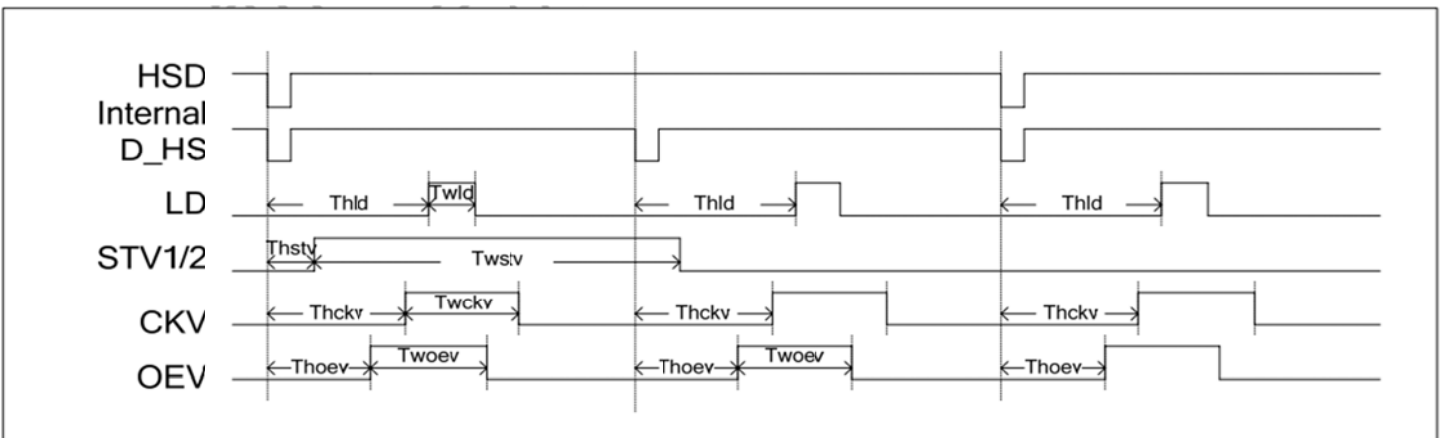 HSD
Internal
D_HS
LD Thld Twld Thld Thld
STV1/2 Thstv Twstv
CKV Thckv Twckv Thckv Thckv
OEV Thoev Twoev Thoev Twoev Thoev